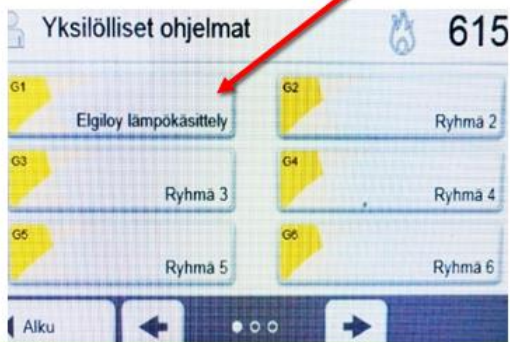 Yksilölliset ohjelmat 615
G1 G2
Elgiloy lämpökäsittely Ryhmä 2
G3 G4
Ryhmä 3 Ryhmä 4
G5 G6
Ryhmä 5 Ryhmä 6
Alku